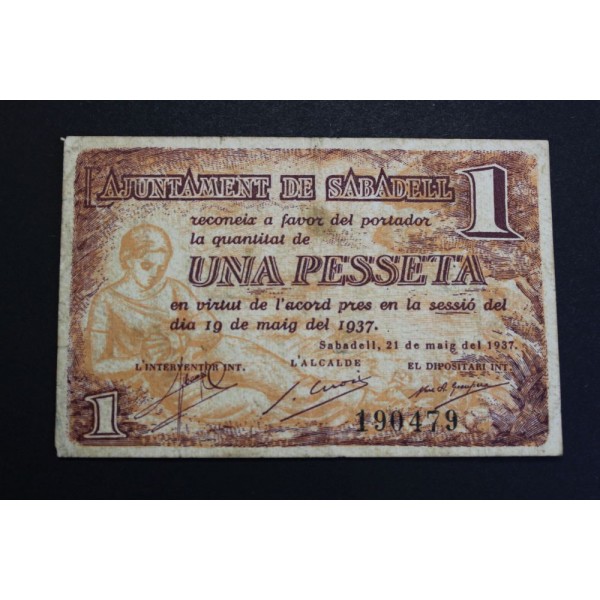 AJUNTAMENT DE SABADELL 1
reconeix a favor del portador
la quantitat de
UNA PESSETA
en virtut de l'acord pres en la sessió del
dia 19 de maig del 1937.
Sabadell, 21 de maig del 1937.
L'INTERVENTOR INT. L'ALCALDE EL DIPOSITARI INT.
1 190479